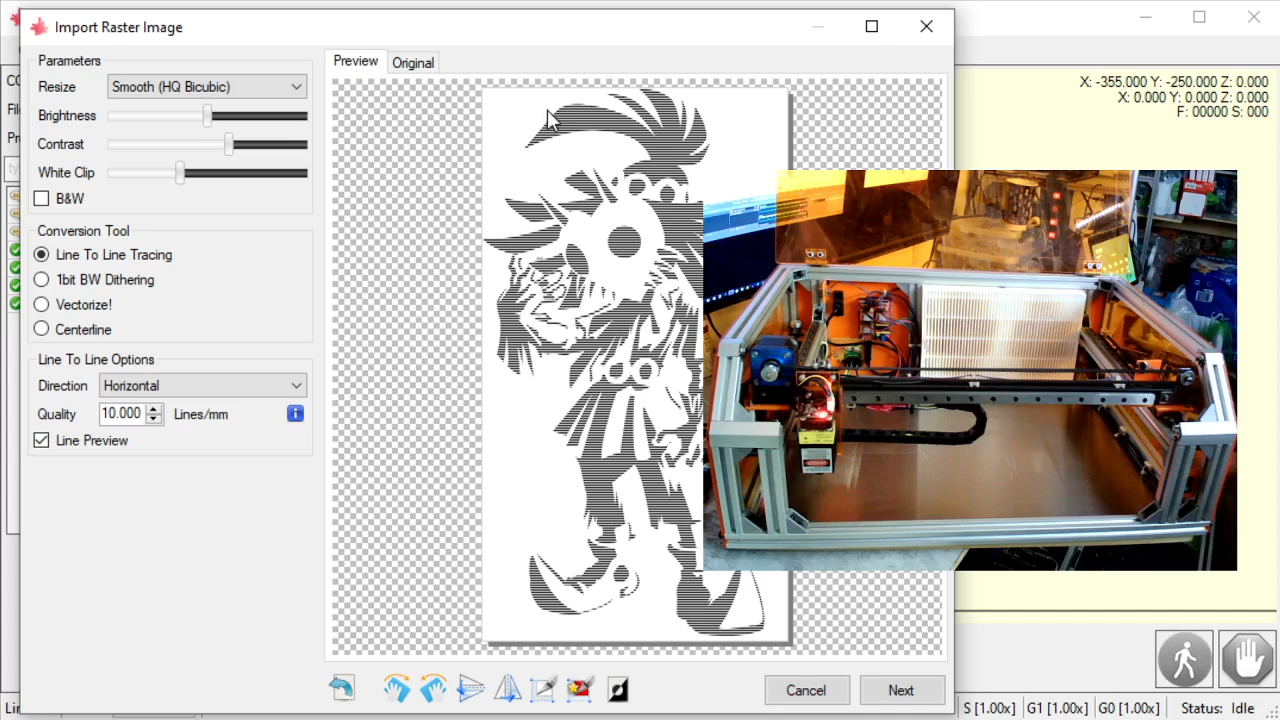 Import Raster Image
Parameters
Resize Smooth (HQ Bicubic)
Brightness
Contrast
White Clip
B&W
Conversion Tool
Line To Line Tracing
1bit BW Dithering
Vectorize!
Centerline
Line To Line Options
Direction Horizontal
Quality 10.000 Lines/mm
Line Preview
Preview Original
Cancel Next
X: -355.000 Y: -250.000 Z: 0.000
X: 0.000 Y: 0.000 Z: 0.000
F: 00000 S: 000
S [1.00x] G1 [1.00x] G0 [1.00x] Status: Idle